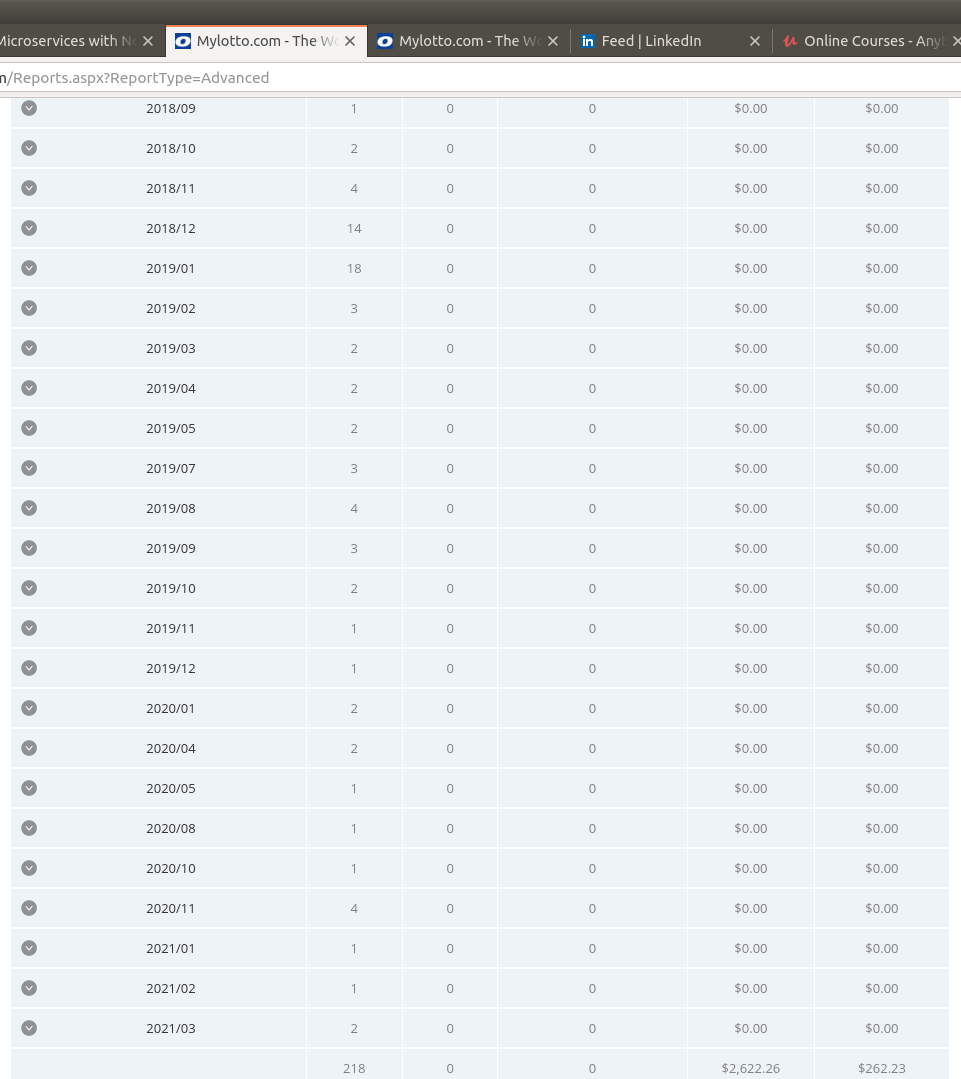 Microservices with No
Mylotto.com - The Wo
Mylotto.com - The Wo
Feed | LinkedIn
Online Courses - Anyt
/Reports.aspx?ReportType=Advanced
2018/09 1 0 0 $0.00 $0.00
2018/10 2 0 0 $0.00 $0.00
2018/11 4 0 0 $0.00 $0.00
2018/12 14 0 0 $0.00 $0.00
2019/01 18 0 0 $0.00 $0.00
2019/02 3 0 0 $0.00 $0.00
2019/03 2 0 0 $0.00 $0.00
2019/04 2 0 0 $0.00 $0.00
2019/05 2 0 0 $0.00 $0.00
2019/07 3 0 0 $0.00 $0.00
2019/08 4 0 0 $0.00 $0.00
2019/09 3 0 0 $0.00 $0.00
2019/10 2 0 0 $0.00 $0.00
2019/11 1 0 0 $0.00 $0.00
2019/12 1 0 0 $0.00 $0.00
2020/01 2 0 0 $0.00 $0.00
2020/04 2 0 0 $0.00 $0.00
2020/05 1 0 0 $0.00 $0.00
2020/08 1 0 0 $0.00 $0.00
2020/10 1 0 0 $0.00 $0.00
2020/11 4 0 0 $0.00 $0.00
2021/01 1 0 0 $0.00 $0.00
2021/02 1 0 0 $0.00 $0.00
2021/03 2 0 0 $0.00 $0.00
218 0 0 $2,622.26 $262.23